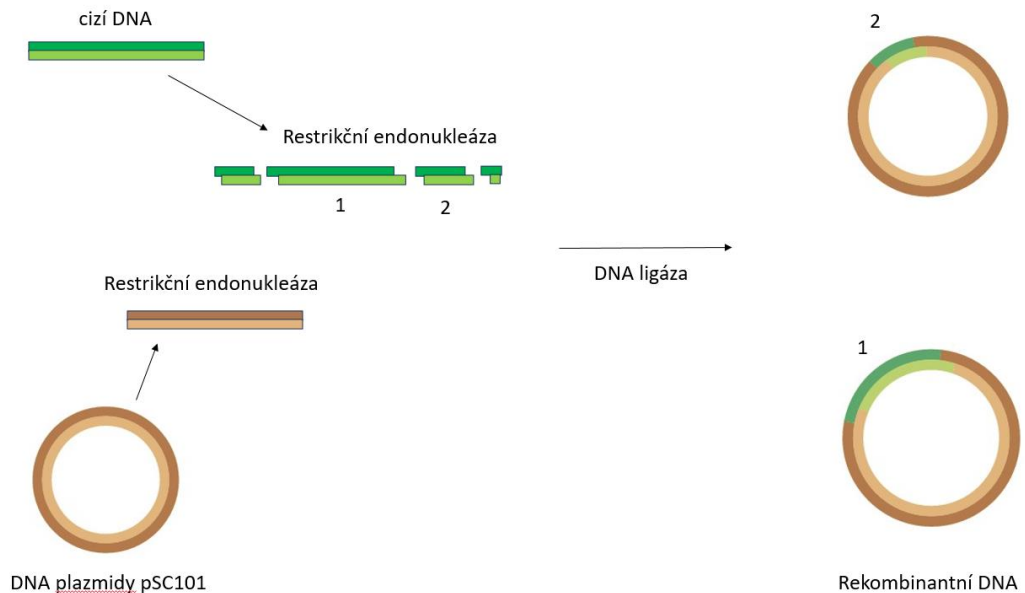 cizí DNA
2
Restrikční endonukleáza
1
2
DNA ligáza
Restrikční endonukleáza
1
DNA plazmidy pSC101
Rekombinantní DNA